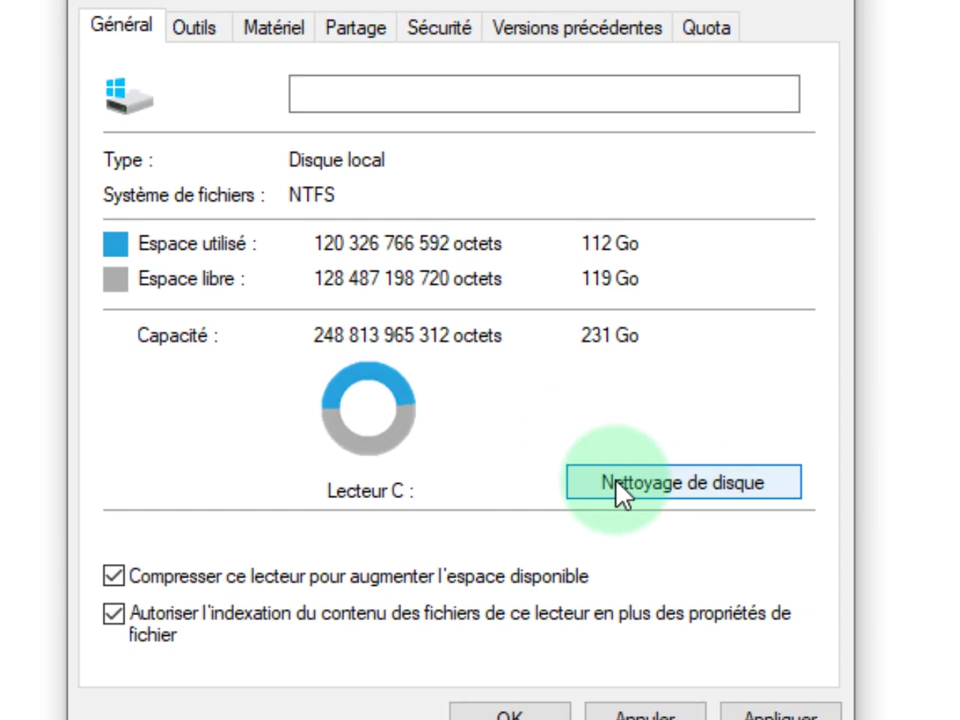 Général Outils Matériel Partage Sécurité Versions précédentes Quota
Type : Disque local
Système de fichiers : NTFS
Espace utilisé : 120 326 766 592 octets 112 Go
Espace libre : 128 487 198 720 octets 119 Go
Capacité : 248 813 965 312 octets 231 Go
Lecteur C :
Nettoyage de disque
Compresser ce lecteur pour augmenter l'espace disponible
Autoriser l'indexation du contenu des fichiers de ce lecteur en plus des propriétés de
fichier
OK Annuler Appliquer